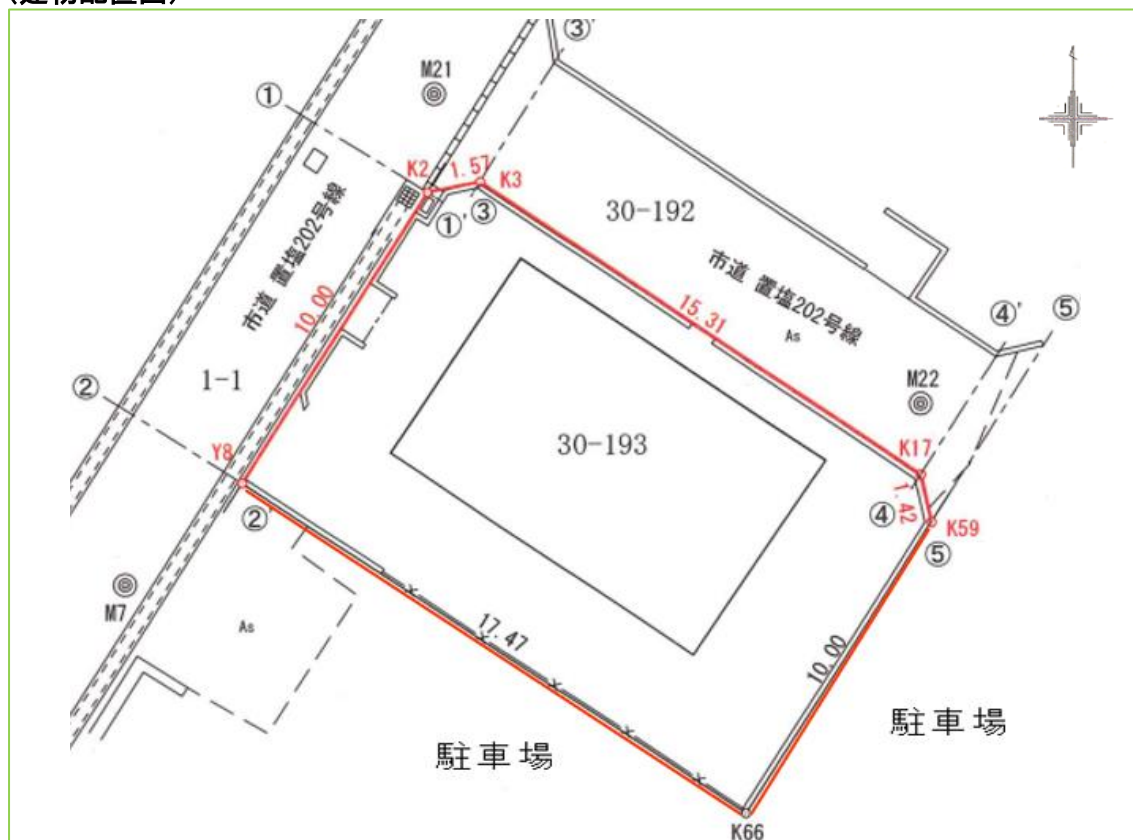 ③'
M21
①
1.57
K2
K3
①'
③
30-192
市道 置塩202号線
市道 置塩202号線
10.00
15.31
As
④'
⑤
M22
1-1
②
30-193
Y8
②'
K17
1.42
④
K59
⑤
M7
As
17.47
10.00
駐車場
駐車場
K66